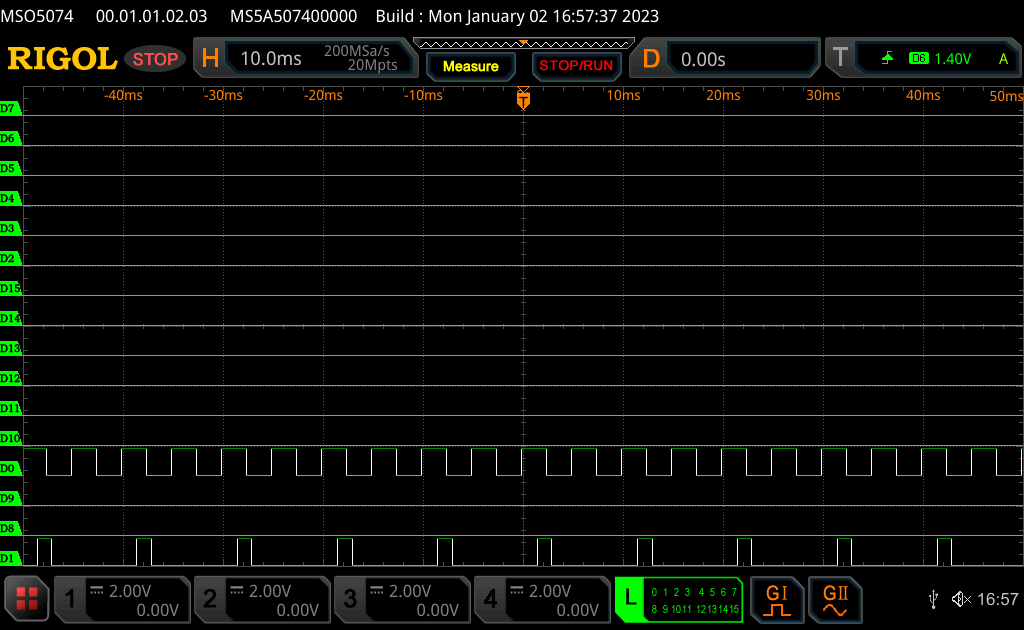 MSO5074 00.01.01.02.03 MS5A507400000 Build : Mon January 02 16:57:37 2023
RIGOL STOP H 10.0ms 200MSa/s 20Mpts Measure STOP/RUN D 0.00s T D6 1.40V A
-40ms -30ms -20ms -10ms T 10ms 20ms 30ms 40ms 50ms
D7
D6
D5
D4
D3
D2
D15
D14
D13
D12
D11
D10
D0
D9
D8
D1
1 2.00V 0.00V 2 2.00V 0.00V 3 2.00V 0.00V 4 2.00V 0.00V L 0 1 2 3 4 5 6 7 GI GII 16:57
8 9 10 11 12 13 14 15